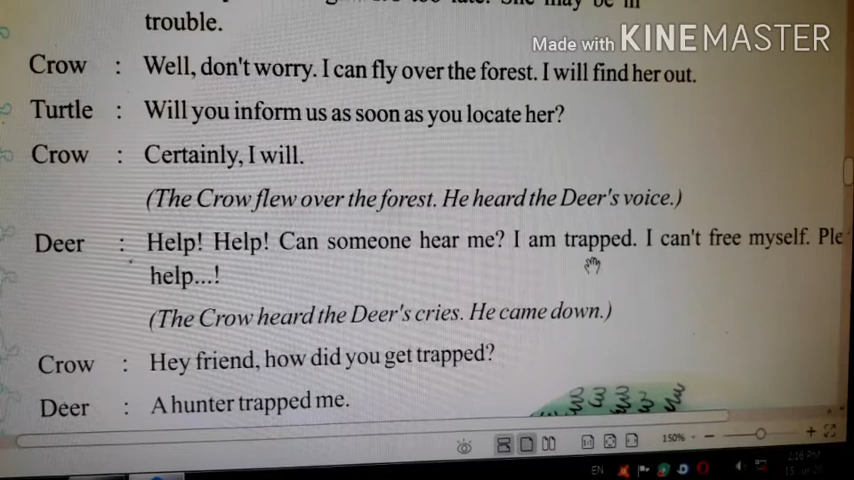 trouble.
Made with KINEMASTER
Crow : Well, don't worry. I can fly over the forest. I will find her out.
Turtle : Will you inform us as soon as you locate her?
Crow : Certainly, I will.
(The Crow flew over the forest. He heard the Deer's voice.)
Deer : Help! Help! Can someone hear me? I am trapped. I can't free myself. Ple
help...!
(The Crow heard the Deer's cries. He came down.)
Crow : Hey friend, how did you get trapped?
Deer : A hunter trapped me.
150%
EN 2:16 PM